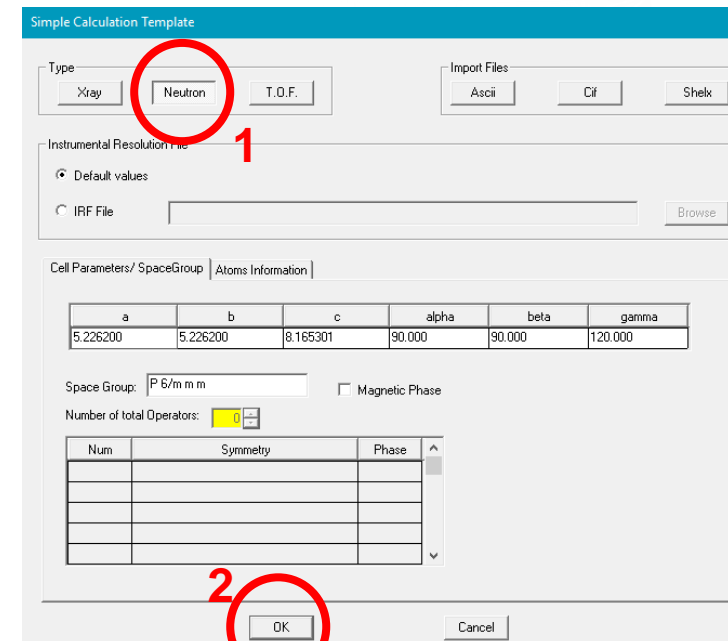 Simple Calculation Template
Type
Import Files
Xray Neutron T.O.F. Ascii Cif Shelx
1
Instrumental Resolution File
Default values
IRF File Browse
Cell Parameters/ SpaceGroup Atoms Information
a b c alpha beta gamma
5.226200 5.226200 8.165301 90.000 90.000 120.000
Space Group: P 6/m m m Magnetic Phase
Number of total Operators: 0
Num Symmetry Phase
2
OK Cancel